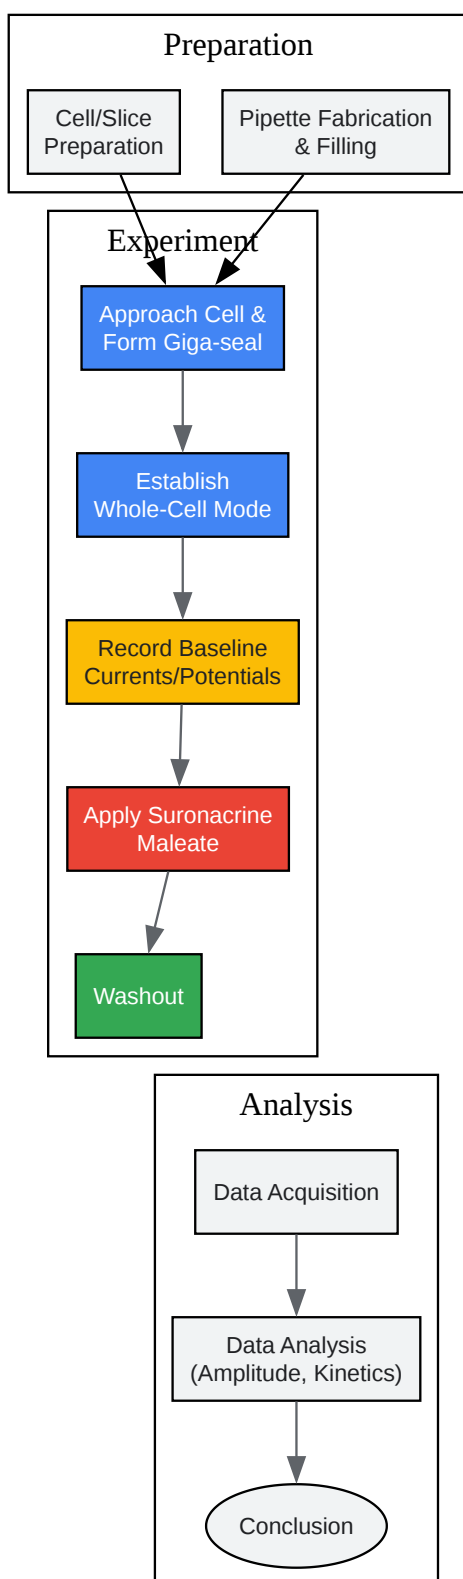 Preparation
Cell/Slice
Preparation
Pipette Fabrication
& Filling
Experiment
Approach Cell &
Form Giga-seal
Establish
Whole-Cell Mode
Record Baseline
Currents/Potentials
Apply Suronacrine
Maleate
Washout
Analysis
Data Acquisition
Data Analysis
(Amplitude, Kinetics)
Conclusion